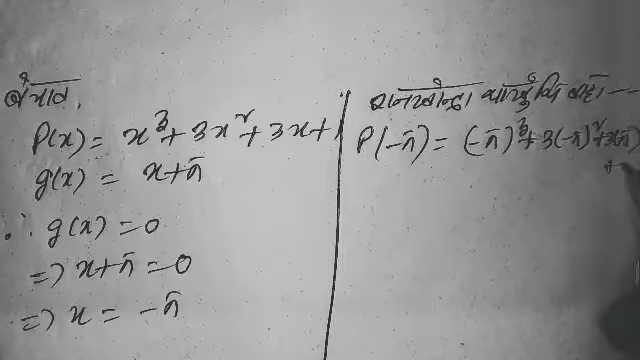 P(x) = x³ + 3x² + 3x + 1
g(x) = x + π
∴ g(x) = 0
=> x + π = 0
=> x = -π
P(-π) = (-π)³ + 3(-π)² + 3(-π)
+